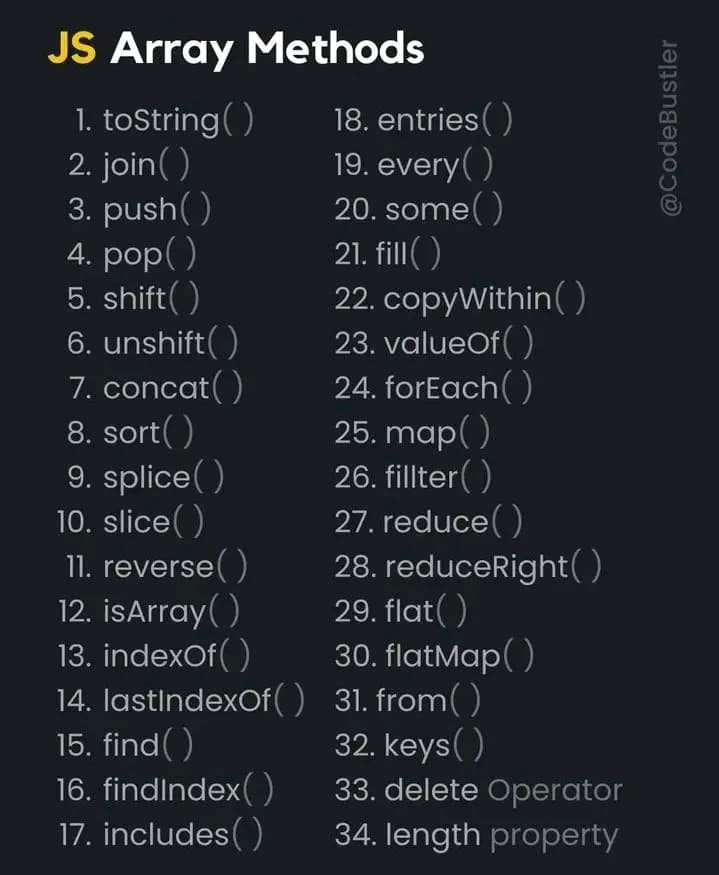 JS Array Methods
1. toString( )
2. join( )
3. push( )
4. pop( )
5. shift( )
6. unshift( )
7. concat( )
8. sort( )
9. splice( )
10. slice( )
11. reverse( )
12. isArray( )
13. indexOf( )
14. lastIndexOf( )
15. find( )
16. findIndex( )
17. includes( )
18. entries( )
19. every( )
20. some( )
21. fill( )
22. copyWithin( )
23. valueOf( )
24. forEach( )
25. map( )
26. fillter( )
27. reduce( )
28. reduceRight( )
29. flat( )
30. flatMap( )
31. from( )
32. keys( )
33. delete Operator
34. length property
@CodeBustler